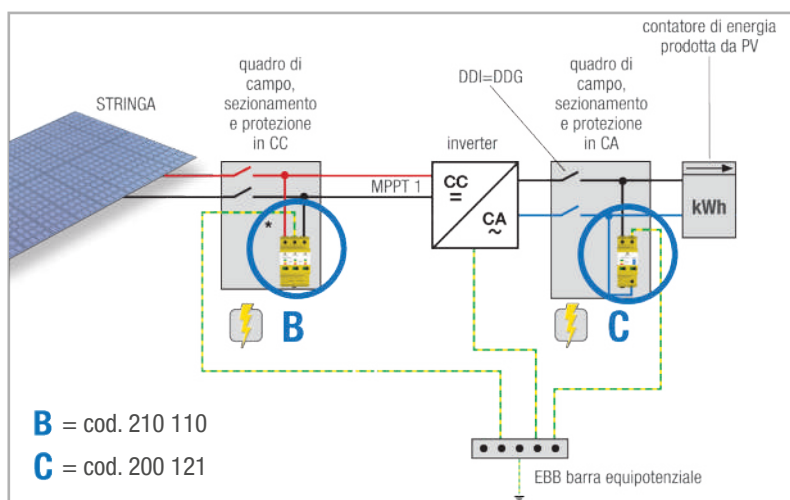 contatore di energia
prodotta da PV
quadro di
campo,
sezionamento
e protezione
in CC
DDI=DDG
quadro di
campo,
sezionamento
e protezione
in CA
STRINGA
inverter
MPPT 1
CC
=
CA
~
kWh
*
B
C
B = cod. 210 110
C = cod. 200 121
EBB barra equipotenziale